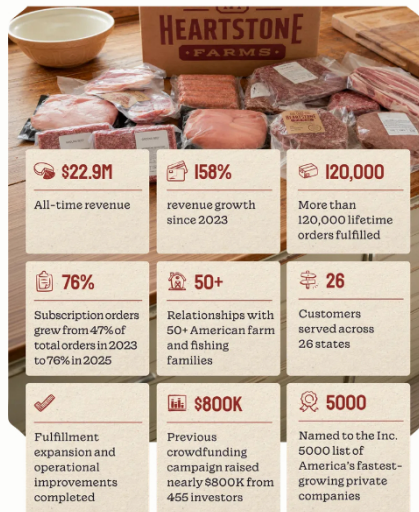 HEARTSTONE
• FARMS •
$22.9M
All-time revenue
158%
revenue growth
since 2023
120,000
More than
120,000 lifetime
orders fulfilled
76%
Subscription orders
grew from 47% of
total orders in 2023
to 76% in 2025
50+
Relationships with
50+ American farm
and fishing
families
26
Customers
served across
26 states
Fulfillment
expansion and
operational
improvements
completed
$800K
Previous
crowdfunding
campaign raised
nearly $800K from
455 investors
5000
Named to the Inc.
5000 list of
America's fastest-
growing private
companies